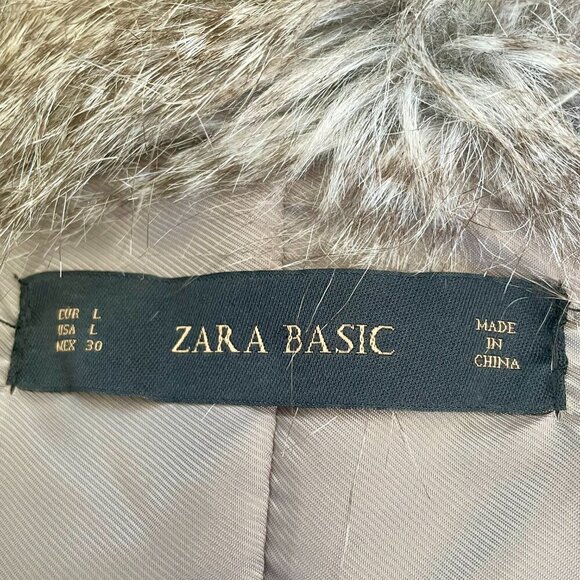 EUR L
USA L
MEX 30
ZARA BASIC
MADE
IN
CHINA